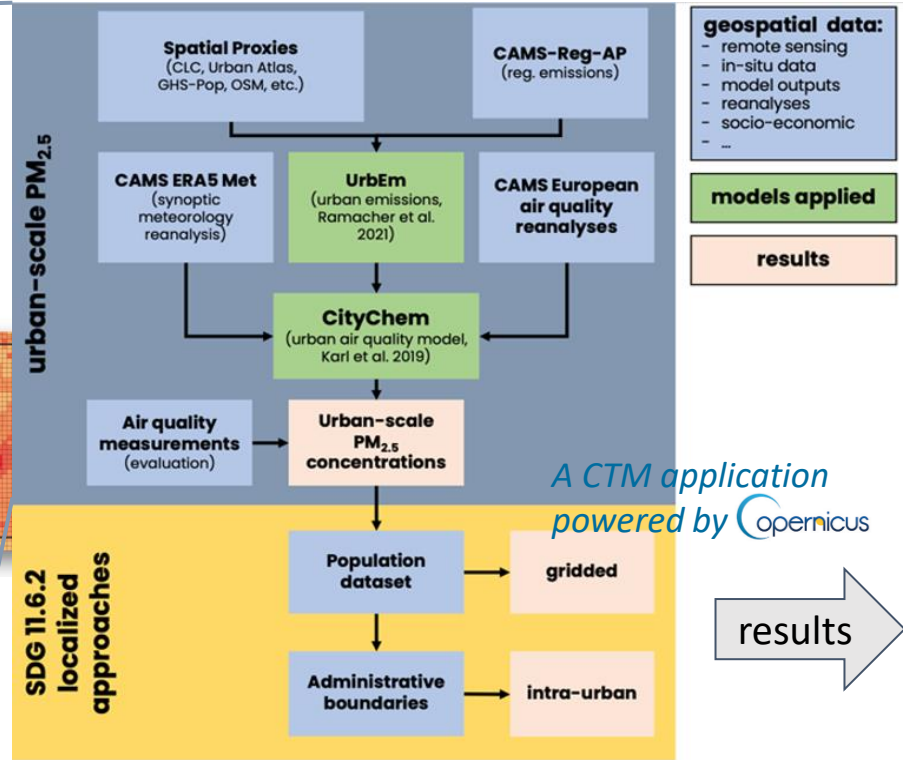 urban-scale PM2.5
Spatial Proxies
(CLC, Urban Atlas,
GHS-Pop, OSM, etc.)
CAMS-Reg-AP
(reg. emissions)
CAMS ERA5 Met
(synoptic
meteorology
reanalysis)
UrbEm
(urban emissions,
Ramacher et al.
2021)
CAMS European
air quality
reanalyses
CityChem
(urban air quality model,
Karl et al. 2019)
Air quality
measurements
(evaluation)
Urban-scale
PM2.5
concentrations
SDG 11.6.2
localized
approaches
Population
dataset
gridded
Administrative
boundaries
intra-urban
geospatial data:
- remote sensing
- in-situ data
- model outputs
- reanalyses
- socio-economic
- ...
models applied
results
A CTM application
powered by Copernicus
results